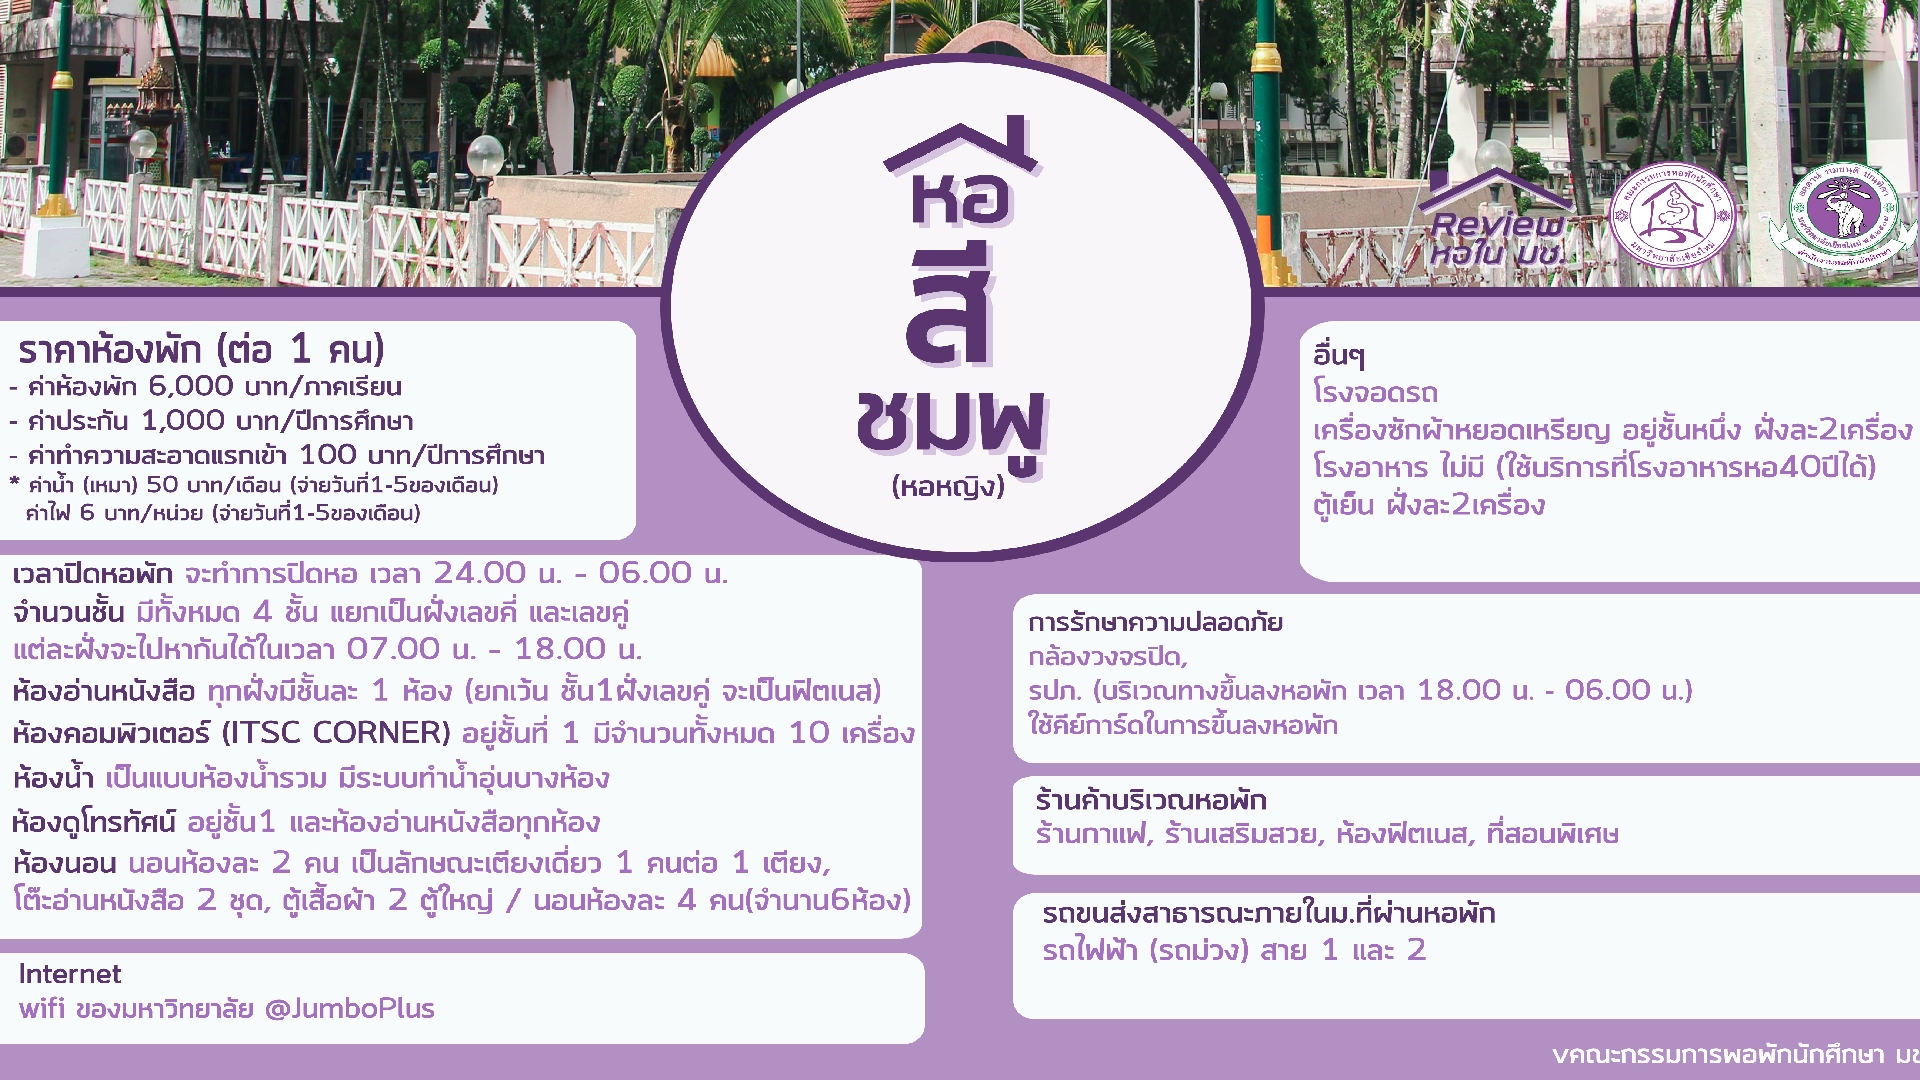 หอ
สี
ชมพู
(หอหญิง)
Review
หอใน มช.
ราคาห้องพัก (ต่อ 1 คน)
- ค่าห้องพัก 6,000 บาท/ภาคเรียน
- ค่าประกัน 1,000 บาท/ปีการศึกษา
- ค่าทำความสะอาดแรกเข้า 100 บาท/ปีการศึกษา
* ค่าน้ำ (เหมา) 50 บาท/เดือน (จ่ายวันที่1-5ของเดือน)
ค่าไฟ 6 บาท/หน่วย (จ่ายวันที่1-5ของเดือน)
เวลาปิดหอพัก จะทำการปิดหอ เวลา 24.00 น. - 06.00 น.
จำนวนชั้น มีทั้งหมด 4 ชั้น แยกเป็นฝั่งเลขคี่ และเลขคู่
แต่ละฝั่งจะไปหากันได้ในเวลา 07.00 น. - 18.00 น.
ห้องอ่านหนังสือ ทุกฝั่งมีชั้นละ 1 ห้อง (ยกเว้น ชั้น1ฝั่งเลขคู่ จะเป็นฟิตเนส)
ห้องคอมพิวเตอร์ (ITSC CORNER) อยู่ชั้นที่ 1 มีจำนวนทั้งหมด 10 เครื่อง
ห้องน้ำ เป็นแบบห้องน้ำรวม มีระบบทำน้ำอุ่นบางห้อง
ห้องดูโทรทัศน์ อยู่ชั้น1 และห้องอ่านหนังสือทุกห้อง
ห้องนอน นอนห้องละ 2 คน เป็นลักษณะเตียงเดี่ยว 1 คนต่อ 1 เตียง,
โต๊ะอ่านหนังสือ 2 ชุด, ตู้เสื้อผ้า 2 ตู้ใหญ่ / นอนห้องละ 4 คน(จำนาน6ห้อง)
Internet
wifi ของมหาวิทยาลัย @JumboPlus
อื่นๆ
โรงจอดรถ
เครื่องซักผ้าหยอดเหรียญ อยู่ชั้นหนึ่ง ฝั่งละ2เครื่อง
โรงอาหาร ไม่มี (ใช้บริการที่โรงอาหารหอ40ปีได้)
ตู้เย็น ฝั่งละ2เครื่อง
การรักษาความปลอดภัย
กล้องวงจรปิด,
รปภ. (บริเวณทางขึ้นลงหอพัก เวลา 18.00 น. - 06.00 น.)
ใช้คีย์การ์ดในการขึ้นลงหอพัก
ร้านค้าบริเวณหอพัก
ร้านกาแฟ, ร้านเสริมสวย, ห้องฟิตเนส, ที่สอนพิเศษ
รถขนส่งสาธารณะภายในม.ที่ผ่านหอพัก
รถไฟฟ้า (รถม่วง) สาย 1 และ 2
vคณะกรรมการพอพักนักศึกษา มช